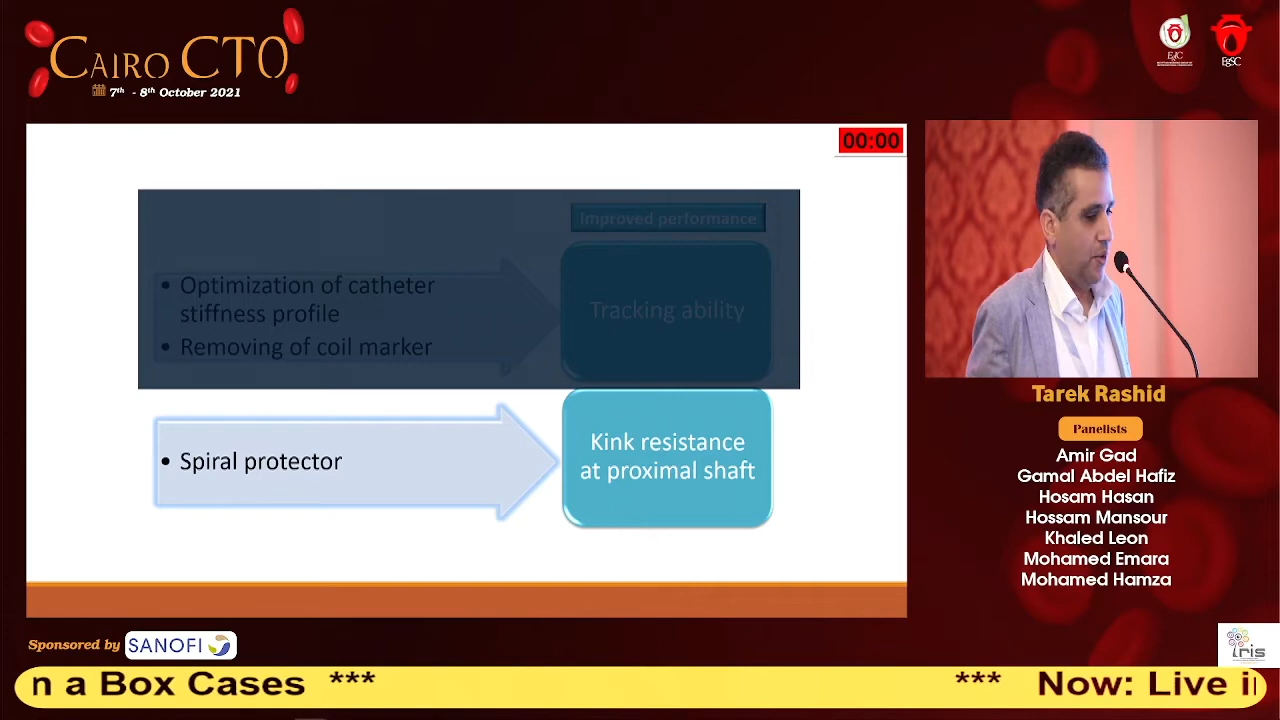 CAIRO CTO
7th - 8th October 2021
EgSC
00:00
Improved performance
• Optimization of catheter
stiffness profile
• Removing of coil marker
Tracking ability
• Spiral protector
Kink resistance
at proximal shaft
Tarek Rashid
Panelists
Amir Gad
Gamal Abdel Hafiz
Hosam Hasan
Hossam Mansour
Khaled Leon
Mohamed Emara
Mohamed Hamza
Sponsored by SANOFI
iris
n a Box Cases *** *** Now: Live i